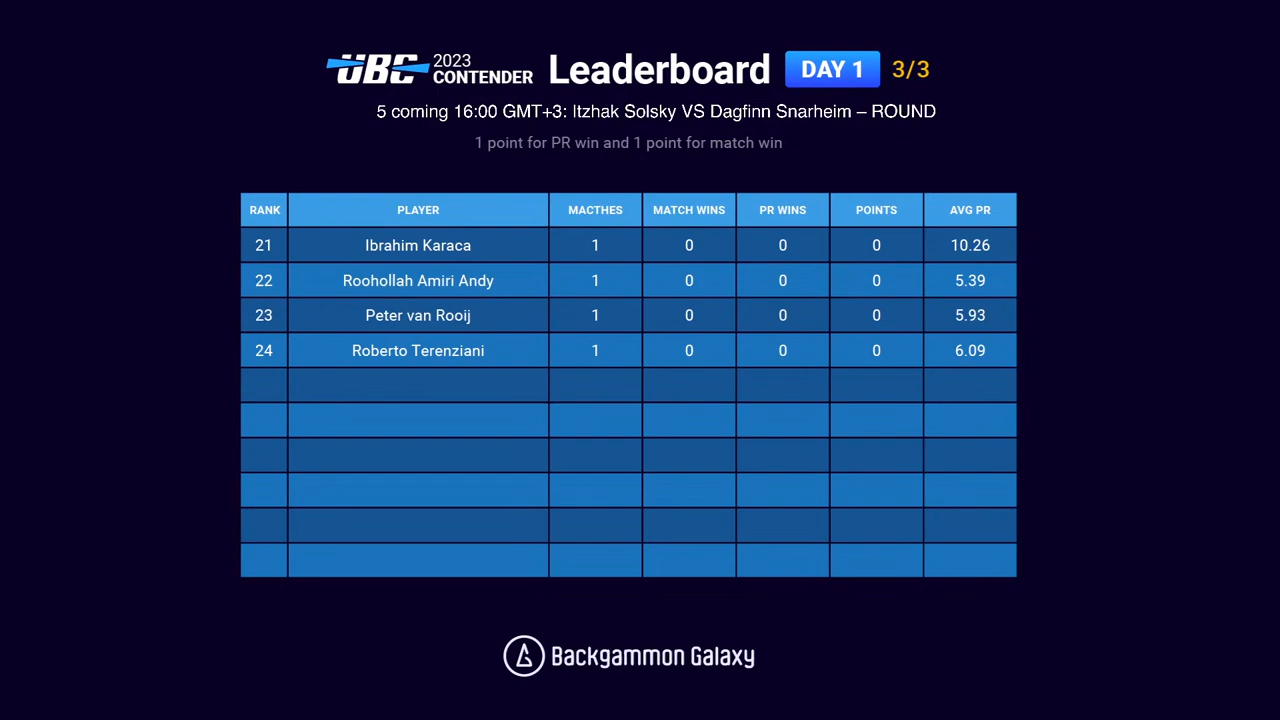 UBC 2023 CONTENDER Leaderboard DAY 1 3/3
5 coming 16:00 GMT+3: Itzhak Solsky VS Dagfinn Snarheim – ROUND
1 point for PR win and 1 point for match win
RANK PLAYER MACTHES MATCH WINS PR WINS POINTS AVG PR
21 Ibrahim Karaca 1 0 0 0 10.26
22 Roohollah Amiri Andy 1 0 0 0 5.39
23 Peter van Rooij 1 0 0 0 5.93
24 Roberto Terenziani 1 0 0 0 6.09
Backgammon Galaxy